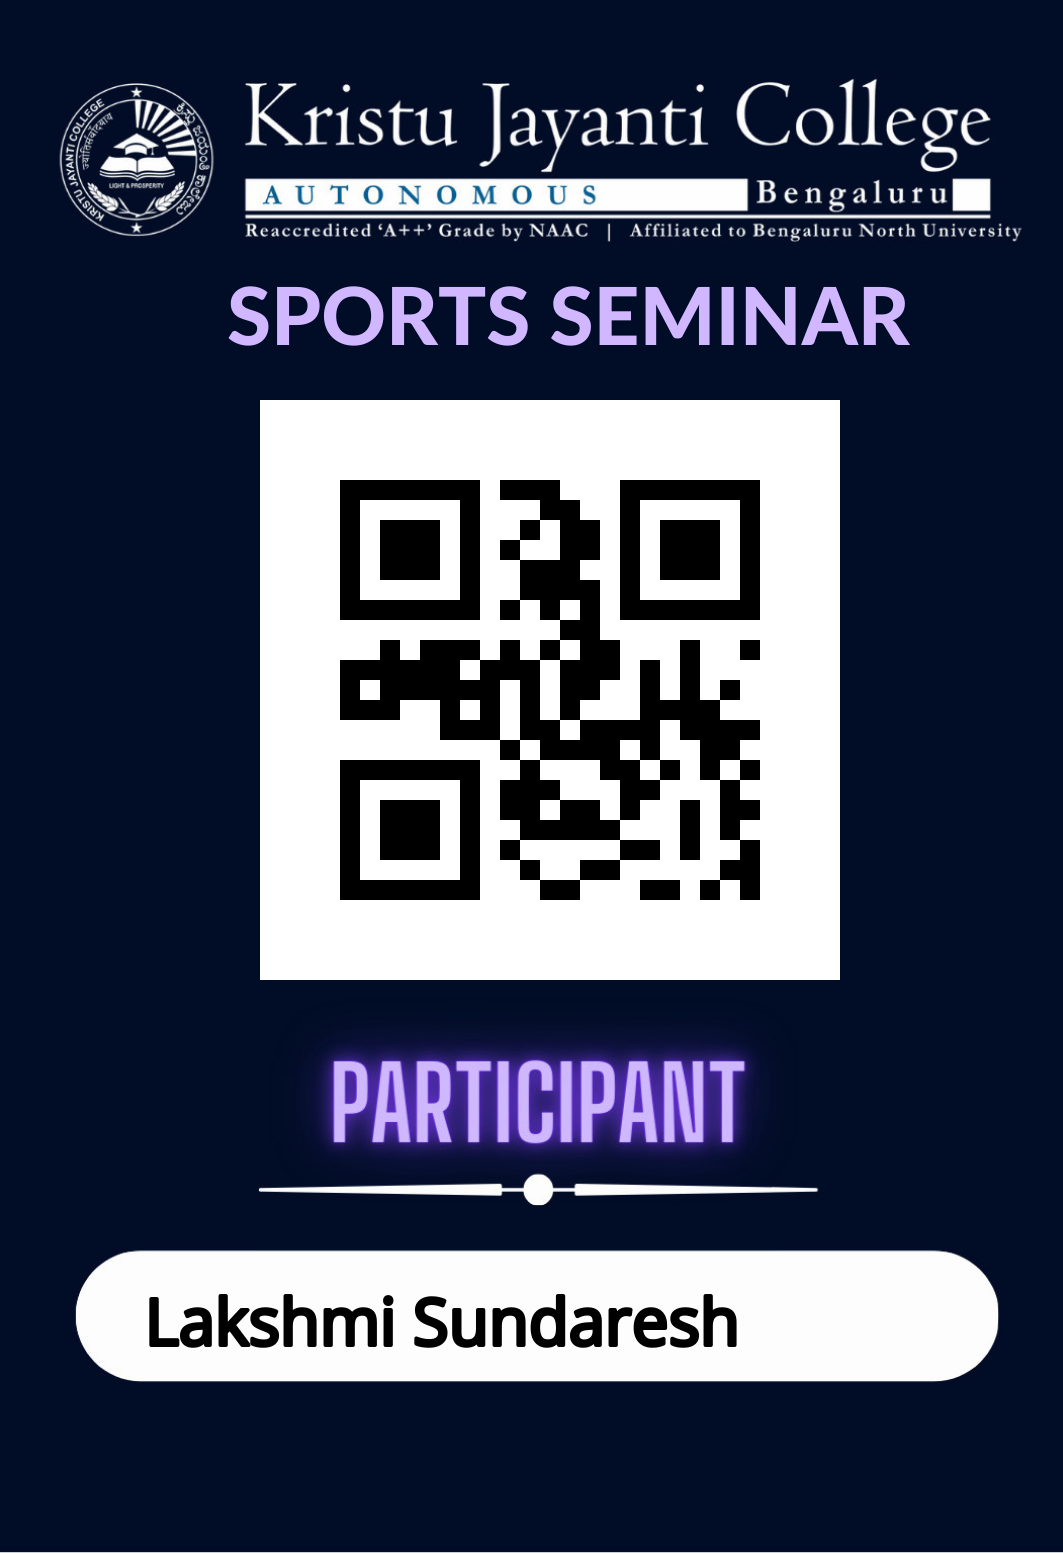 KRISTU JAYANTI COLLEGE
LIGHT & PROSPERITY
Kristu Jayanti College
AUTONOMOUS Bengaluru
Reaccredited ‘A++’ Grade by NAAC | Affiliated to Bengaluru North University
SPORTS SEMINAR
PARTICIPANT
Lakshmi Sundaresh